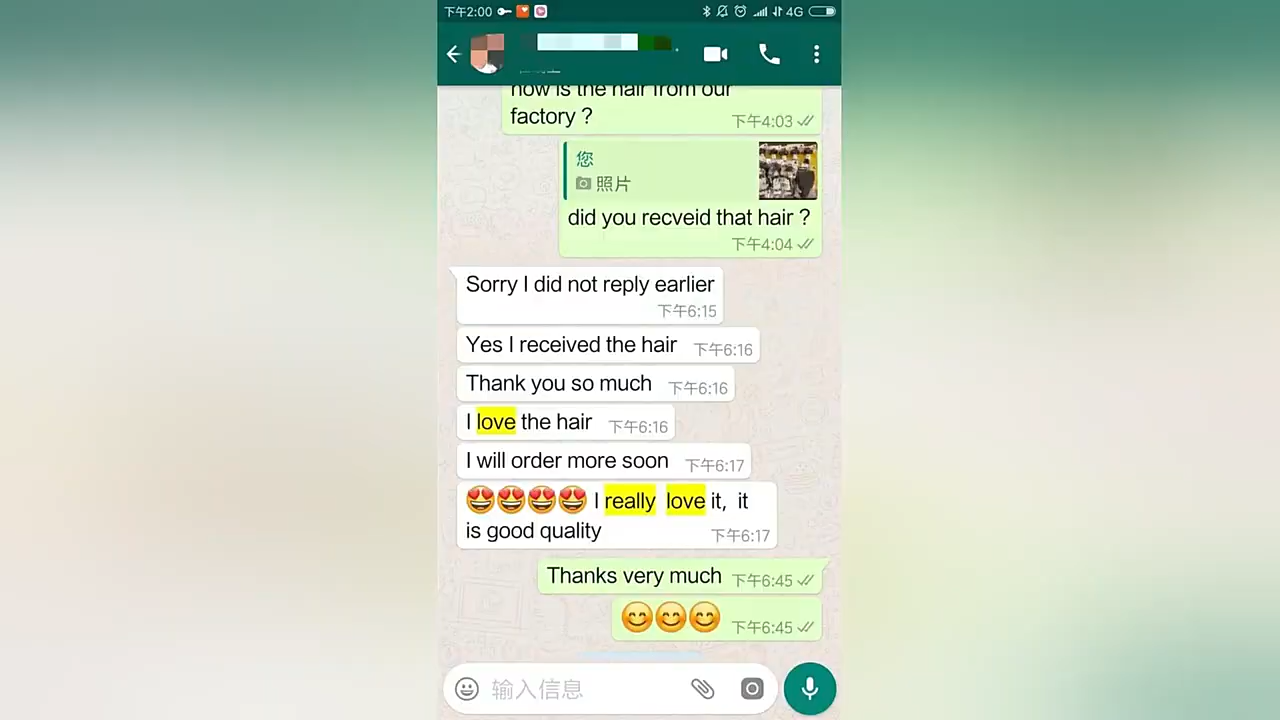 下午2:00
4G
how is the hair from our
factory ?
下午4:03
您
照片
did you recveid that hair ?
下午4:04
Sorry I did not reply earlier
下午6:15
Yes I received the hair 下午6:16
Thank you so much 下午6:16
I love the hair 下午6:16
I will order more soon 下午6:17
😍😍😍😍 I really love it, it
is good quality 下午6:17
Thanks very much 下午6:45
😊😊😊 下午6:45
输入信息